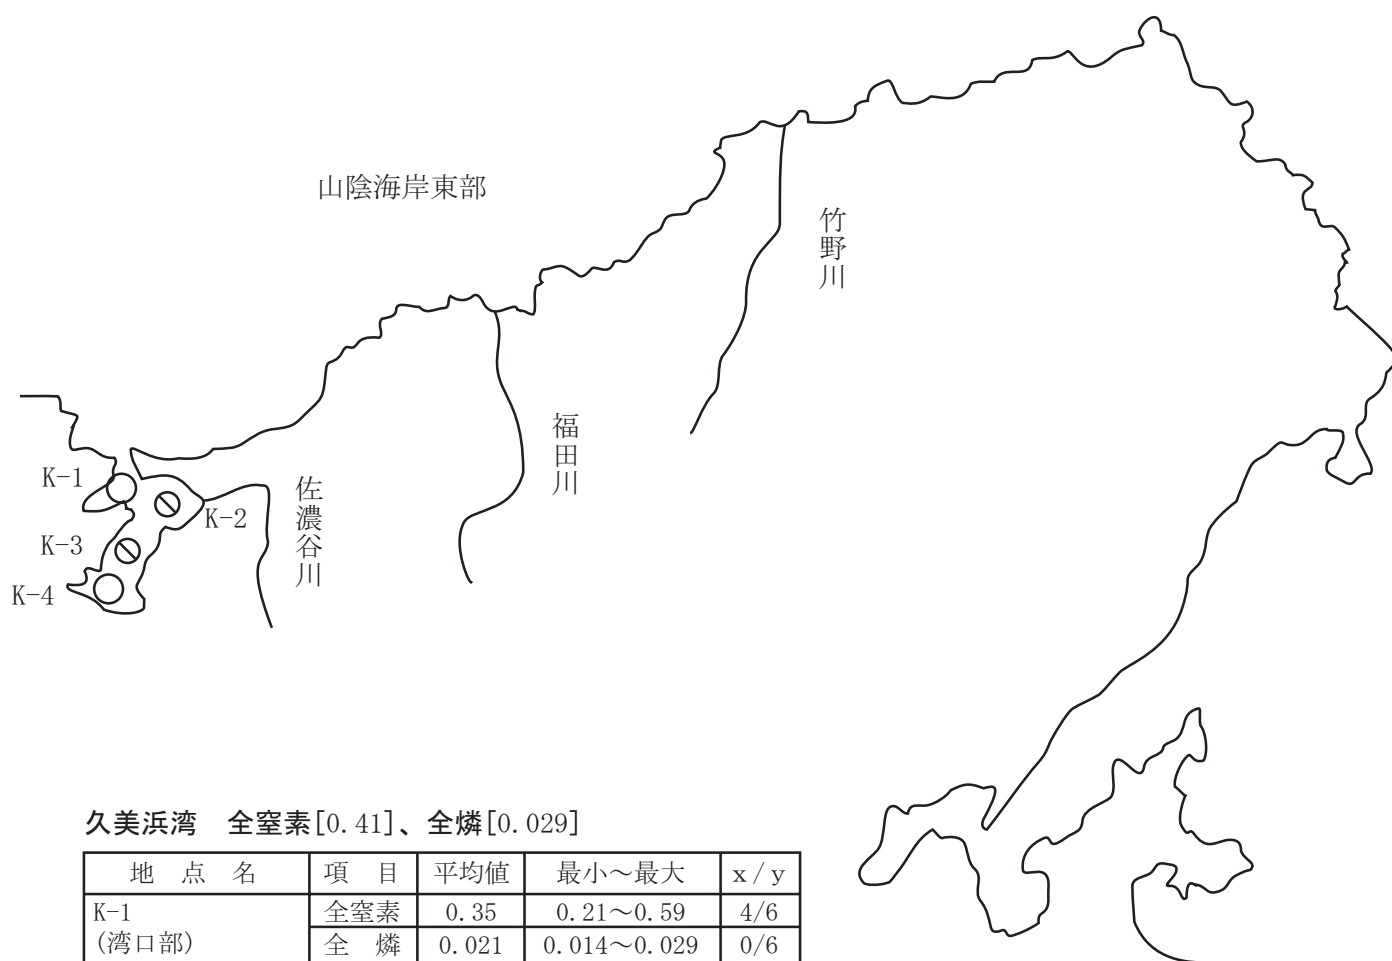 山陰海岸東部
竹野川
福田川
佐濃谷川
K-1
K-2
K-3
K-4
久美浜湾 全窒素[0.41]、全燐[0.029]
地 点 名 項 目 平均値 最小～最大 x/y
K-1 全窒素 0.35 0.21～0.59 4/6
(湾口部) 全 燐 0.021 0.014～0.029 0/6